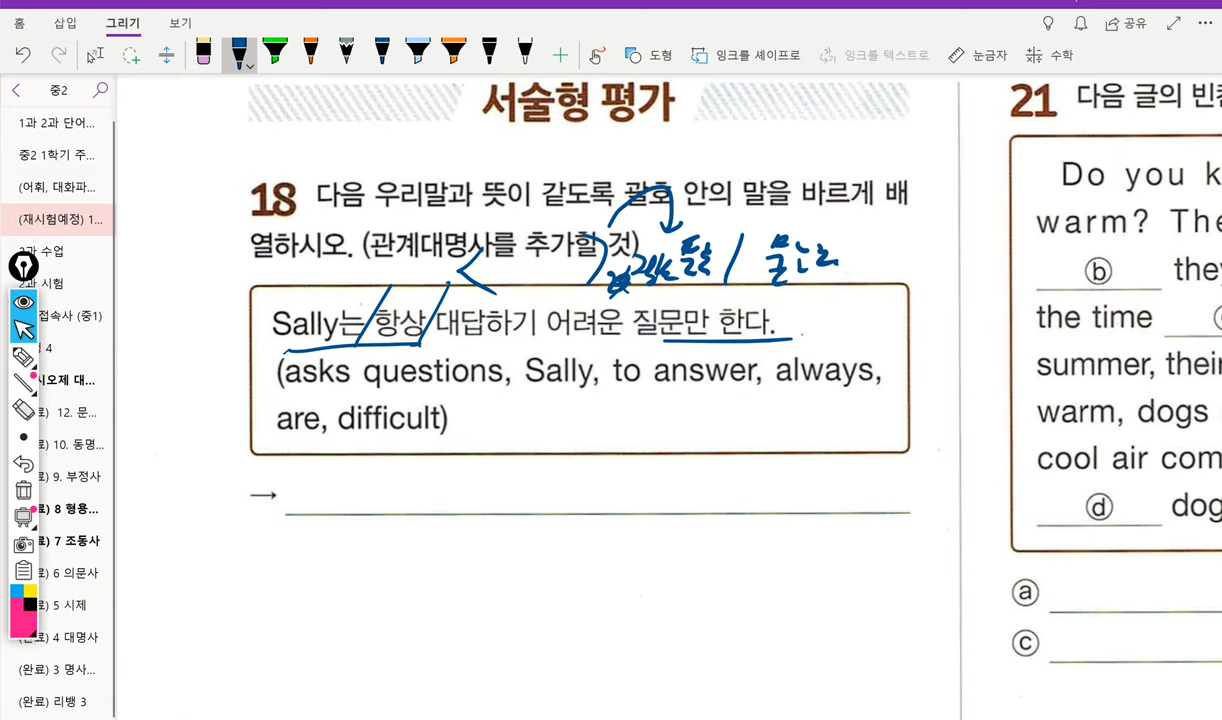 홈 삽입 그리기 보기
공유
도형 잉크를 셰이프로 잉크를 텍스트로 눈금자 수학
중2
1과 2과 단어...
중2 1학기 주...
(어휘, 대화파...
(재시험예정) 1...
2과 수업
2과 시험
접속사 (중1)
4
시오제 대...
료) 12. 문...
료) 10. 동명...
료) 9. 부정사
료) 8 형용...
료) 7 조동사
료) 6 의문사
료) 5 시제
료) 4 대명사
(완료) 3 명사...
(완료) 리뱅 3
서술형 평가
18 다음 우리말과 뜻이 같도록 괄호 안의 말을 바르게 배
열하시오. (관계대명사를 추가할 것)
Sally는 항상 대답하기 어려운 질문만 한다.
(asks questions, Sally, to answer, always,
are, difficult)
→
21 다음 글의 빈칸
Do you k
warm? The
ⓑ they
the time
summer, their
warm, dogs
cool air com
ⓓ dog
ⓐ
ⓒ